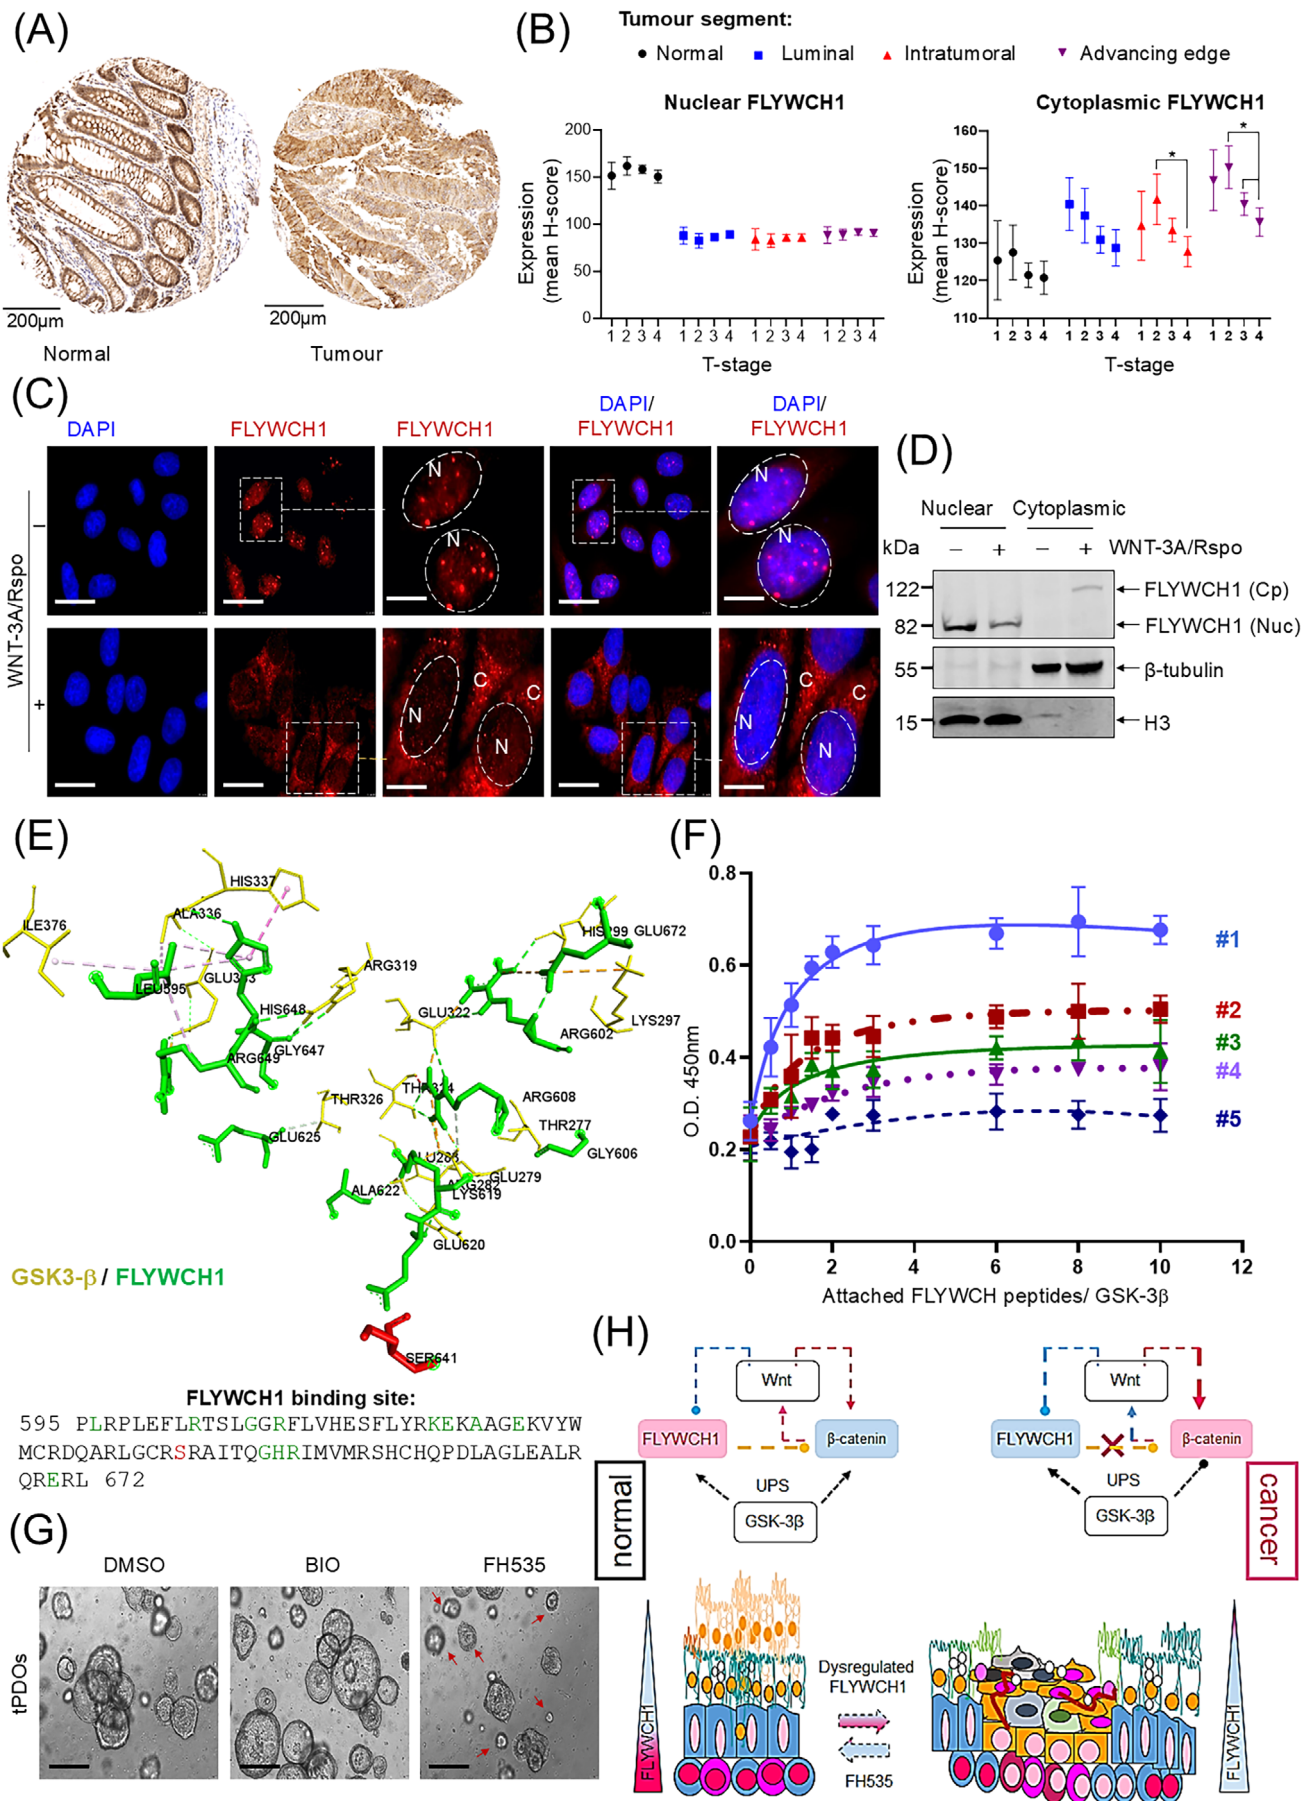 (A)
200μm
200μm
Normal
Tumour
(B)
Tumour segment:
Normal Luminal Intratumoral Advancing edge
Nuclear FLYWCH1
Expression
(mean H-score)
200
150
100
50
0
1 2 3 4 1 2 3 4 1 2 3 4 1 2 3 4
T-stage
Cytoplasmic FLYWCH1
Expression
(mean H-score)
160
150
140
130
120
110
* *
1 2 3 4 1 2 3 4 1 2 3 4 1 2 3 4
T-stage
(C)
DAPI
FLYWCH1
FLYWCH1
DAPI/
FLYWCH1
DAPI/
FLYWCH1
WNT-3A/Rspo
–
+
N
N
N
N
N
N
C
C
N
N
C
C
(D)
Nuclear Cytoplasmic
kDa – + – + WNT-3A/Rspo
122 FLYWCH1 (Cp)
82 FLYWCH1 (Nuc)
55 β-tubulin
15 H3
(E)
HIS337
ILE376
ALA336
LEU595
HIS648
ARG319
GLY647
ARG649
GLU322
GLU672
LYS297
ARG602
THR326
THR324
GLU625
ARG608
THR277
GLY606
GLU279
ARG282
LYS619
ALA622
GLU620
SER641
GSK3-β / FLYWCH1
FLYWCH1 binding site:
595 PLRPLEFLRTSLGGRFLVHESFLYRKEKAAGEKVYW
MCRDQARLGCRSRAITQGHRIMVMRSHCHQPDLAGLEALR
QRERL 672
(F)
O.D. 450nm
0.8
0.6
0.4
0.2
0.0
0 2 4 6 8 10 12
Attached FLYWCH peptides/ GSK-3β
#1
#2
#3
#4
#5
(G)
DMSO
BIO
FH535
tPDOs
(H)
Wnt
FLYWCH1
β-catenin
UPS
GSK-3β
normal
Wnt
FLYWCH1
β-catenin
UPS
GSK-3β
cancer
FLYWCH1
Dysregulated
FLYWCH1
FH535
FLYWCH1